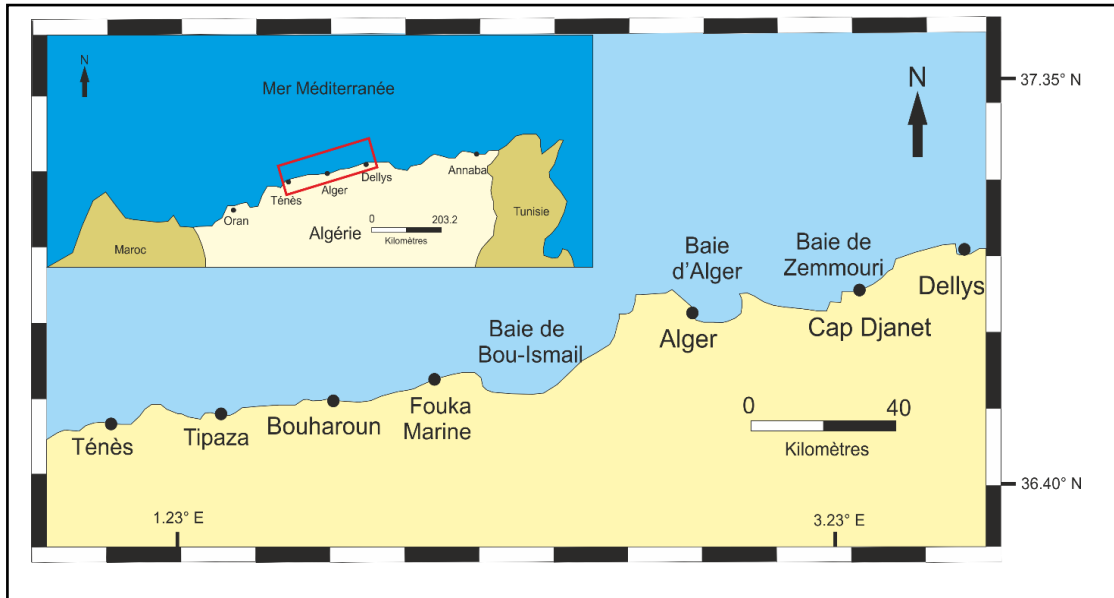 N
Mer Méditerranée
Ténès
Alger
Dellys
Annaba
Oran
Algérie
0 203.2
Kilomètres
Maroc
Tunisie
N
37.35° N
Baie
d’Alger
Baie de
Zemmouri
Dellys
Alger
Cap Djanet
Baie de
Bou-Ismail
Ténès
Tipaza
Bouharoun
Fouka
Marine
0 40
Kilomètres
36.40° N
1.23° E
3.23° E